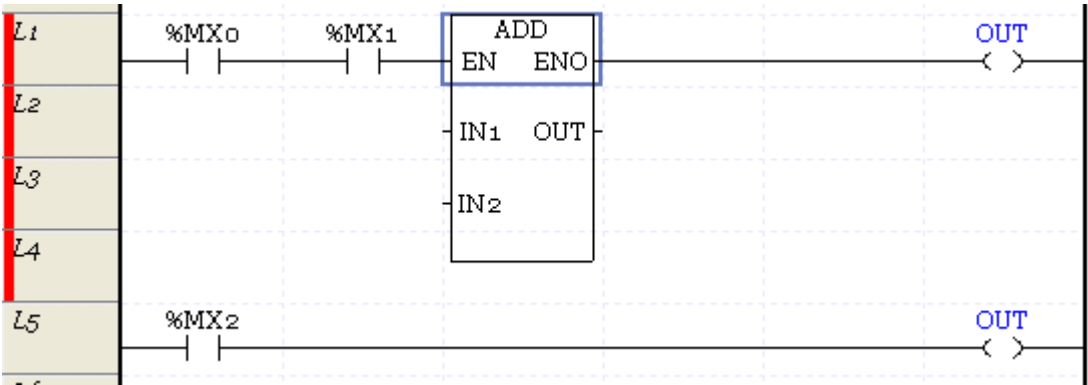 L1 %MX0 %MX1 ADD OUT
EN ENO
L2
IN1 OUT
L3
IN2
L4
L5 %MX2 OUT